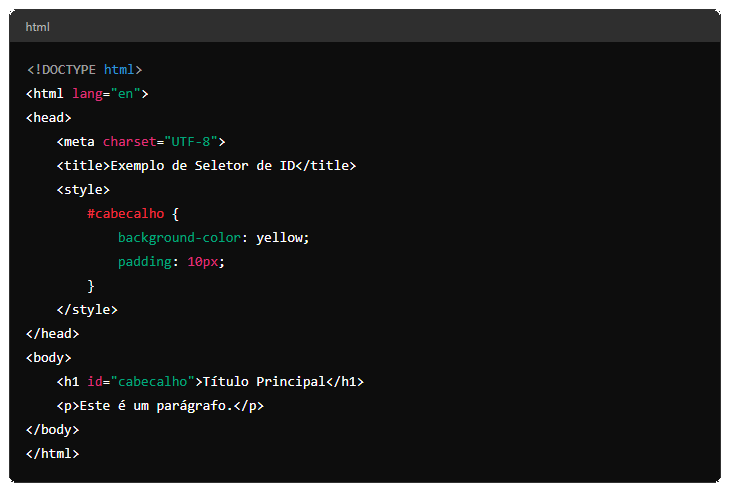 html
<!DOCTYPE html>
<html lang="en">
<head>
    <meta charset="UTF-8">
    <title>Exemplo de Seletor de ID</title>
    <style>
        #cabecalho {
            background-color: yellow;
            padding: 10px;
        }
    </style>
</head>
<body>
    <h1 id="cabecalho">Título Principal</h1>
    <p>Este é um parágrafo.</p>
</body>
</html>